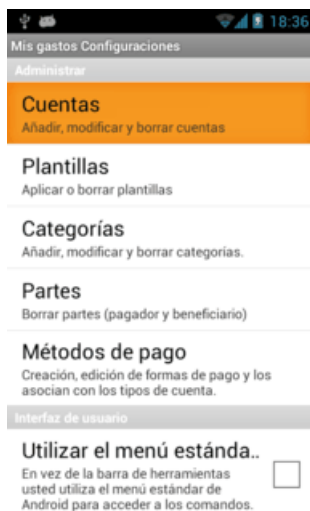 18:36
Mis gastos Configuraciones
Administrar
Cuentas
Añadir, modificar y borrar cuentas
Plantillas
Aplicar o borrar plantillas
Categorías
Añadir, modificar y borrar categorías.
Partes
Borrar partes (pagador y beneficiario)
Métodos de pago
Creación, edición de formas de pago y los
asocian con los tipos de cuenta.
Interfaz de usuario
Utilizar el menú estánda..
En vez de la barra de herramientas
usted utiliza el menú estándar de
Android para acceder a los comandos.